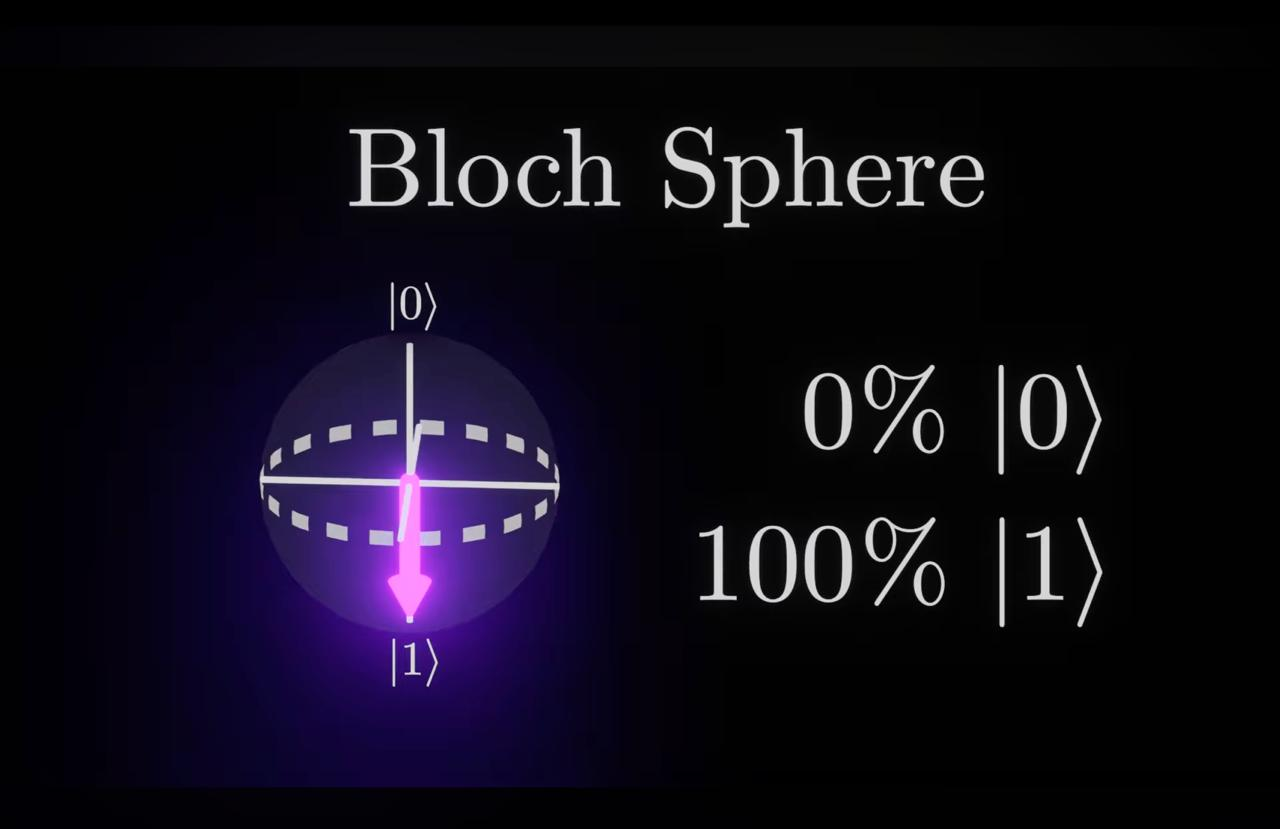 Bloch Sphere
|0⟩
0% |0⟩
100% |1⟩
|1⟩